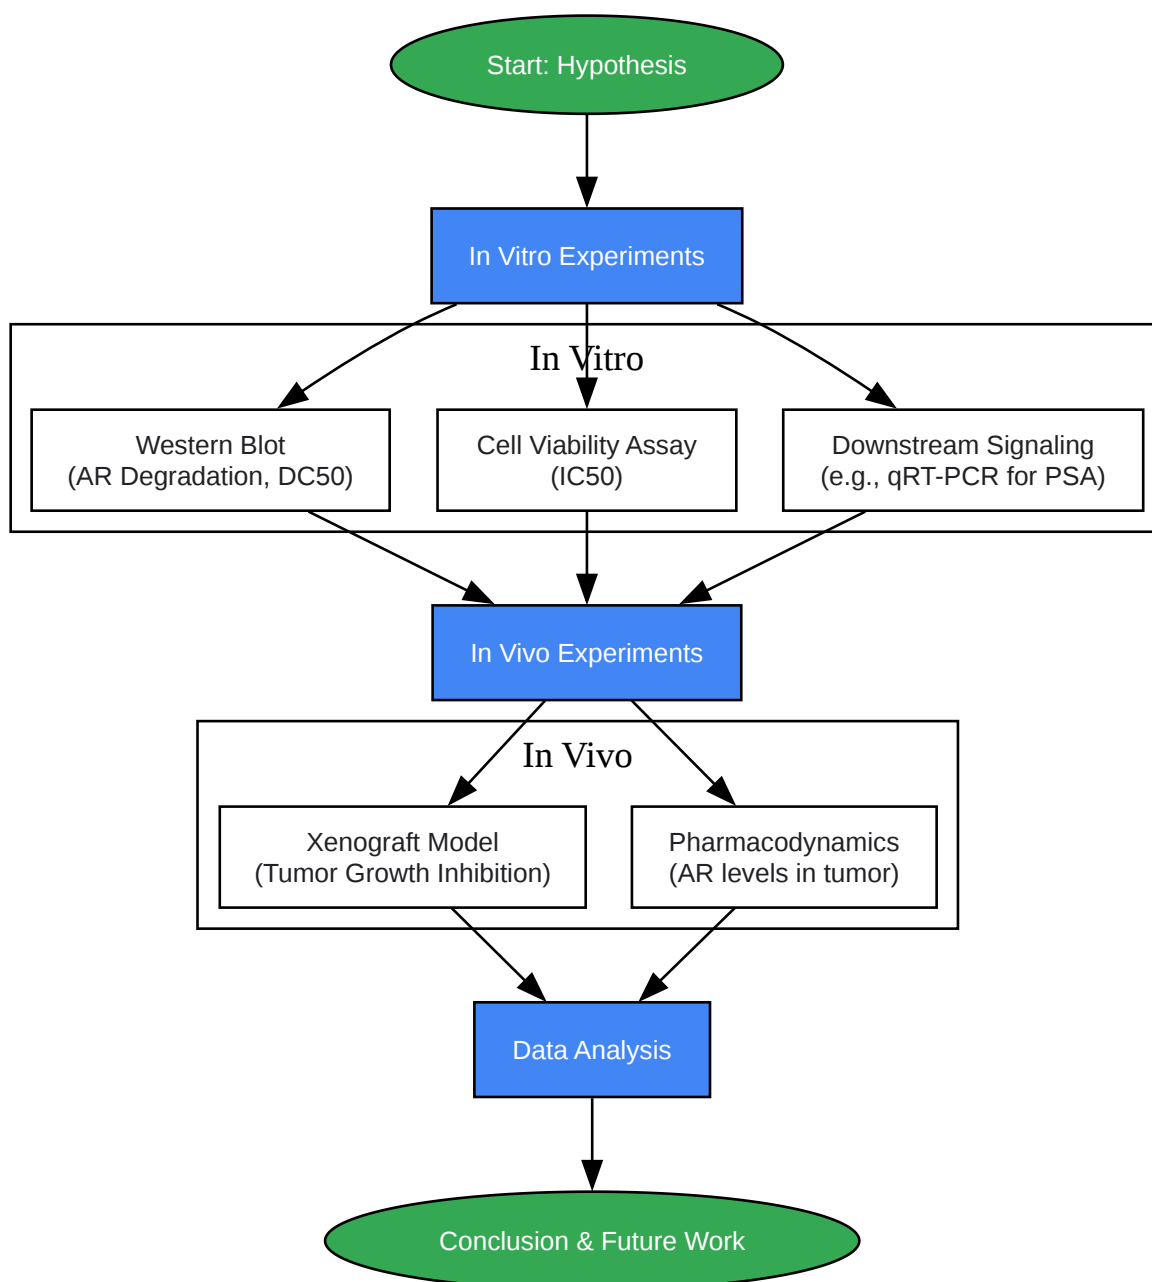 Start: Hypothesis
In Vitro Experiments
In Vitro
Western Blot
(AR Degradation, DC50)
Cell Viability Assay
(IC50)
Downstream Signaling
(e.g., qRT-PCR for PSA)
In Vivo Experiments
In Vivo
Xenograft Model
(Tumor Growth Inhibition)
Pharmacodynamics
(AR levels in tumor)
Data Analysis
Conclusion & Future Work